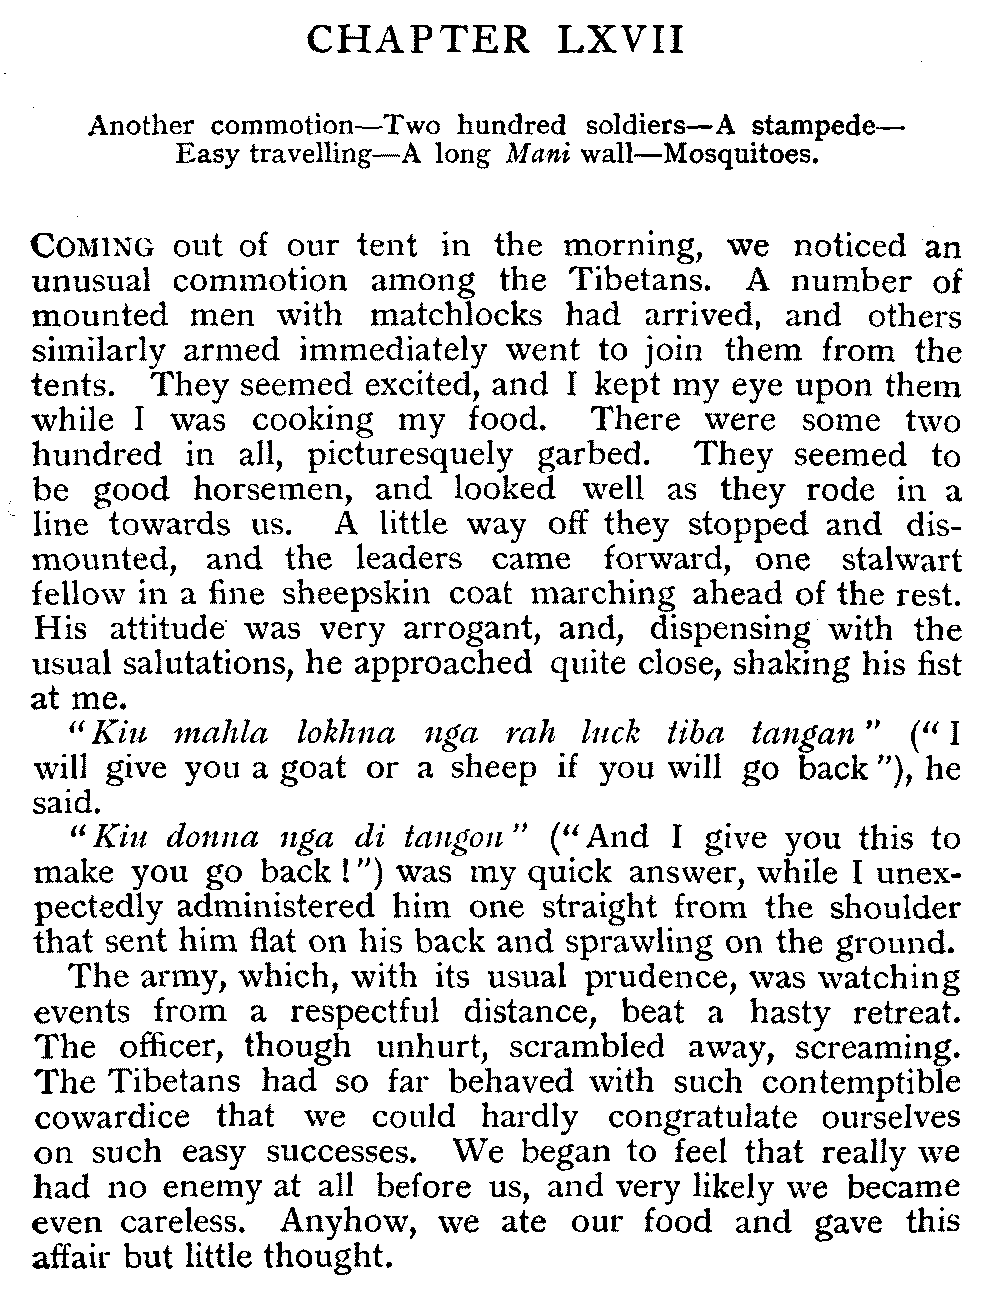 CHAPTER LXVII
Another commotion—Two hundred soldiers—A stampede—
Easy travelling—A long Mani wall—Mosquitoes.
COMING out of our tent in the morning, we noticed an
unusual commotion among the Tibetans. A number of
mounted men with matchlocks had arrived, and others
similarly armed immediately went to join them from the
tents. They seemed excited, and I kept my eye upon them
while I was cooking my food. There were some two
hundred in all, picturesquely garbed. They seemed to
be good horsemen, and looked well as they rode in a
line towards us. A little way off they stopped and dis-
mounted, and the leaders came forward, one stalwart
fellow in a fine sheepskin coat marching ahead of the rest.
His attitude was very arrogant, and, dispensing with the
usual salutations, he approached quite close, shaking his fist
at me.
"Kiu mahla lokhna nga rah luck tiba tangan" ("I
will give you a goat or a sheep if you will go back"), he
said.
"Kiu donna nga di tangon" ("And I give you this to
make you go back!") was my quick answer, while I unex-
pectedly administered him one straight from the shoulder
that sent him flat on his back and sprawling on the ground.
The army, which, with its usual prudence, was watching
events from a respectful distance, beat a hasty retreat.
The officer, though unhurt, scrambled away, screaming.
The Tibetans had so far behaved with such contemptible
cowardice that we could hardly congratulate ourselves
on such easy successes. We began to feel that really we
had no enemy at all before us, and very likely we became
even careless. Anyhow, we ate our food and gave this
affair but little thought.